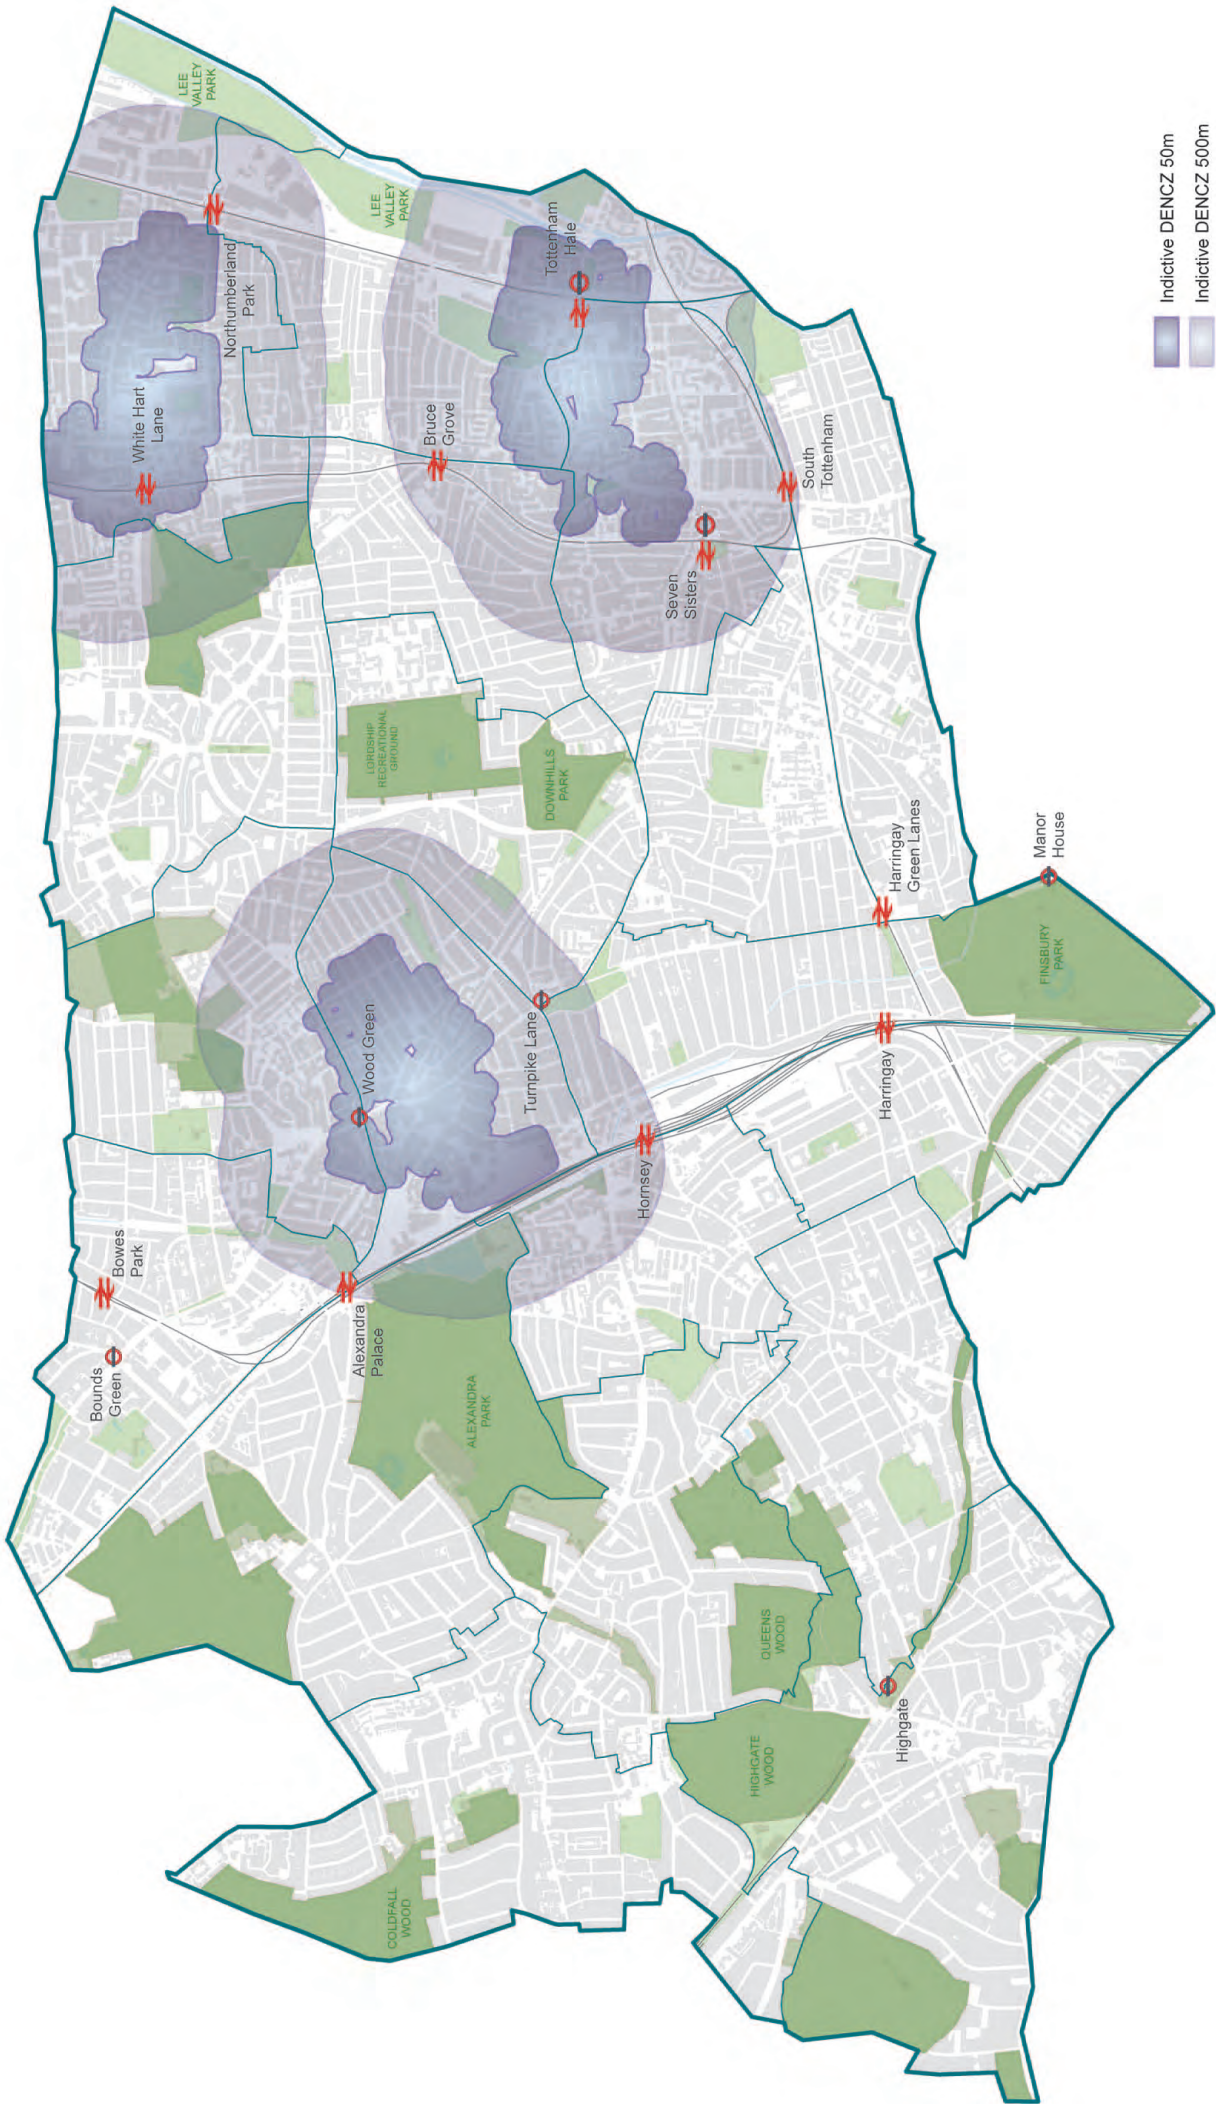 COLDFALL
WOOD
HIGHGATE
WOOD
Highgate
QUEENS
WOOD
Bounds
Green
Bowes
Park
Alexandra
Palace
ALEXANDRA
PARK
Hornsey
Wood Green
Turnpike Lane
Harringay
FINSBURY
PARK
Manor
House
Harringay
Green Lanes
LORDSHIP
RECREATIONAL
GROUND
DOWNHILLS
PARK
White Hart
Lane
Northumberland
Park
LEE
VALLEY
PARK
LEE
VALLEY
PARK
Bruce
Grove
Tottenham
Hale
Seven
Sisters
South
Tottenham
Indictive DENCZ 50m
Indictive DENCZ 500m